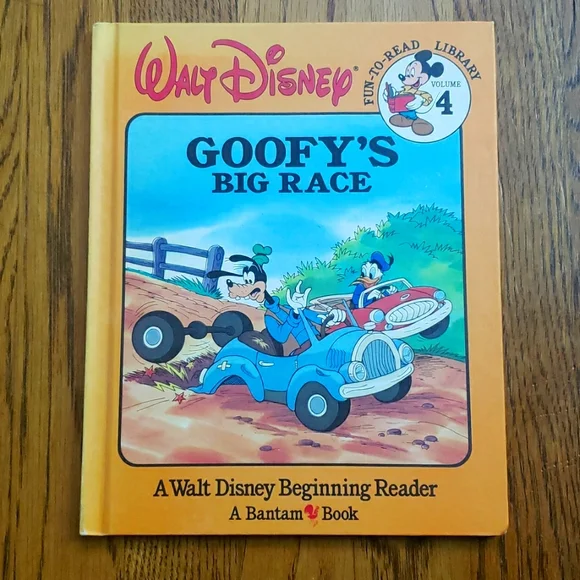 WALT DISNEY®
FUN-TO-READ LIBRARY
VOLUME
4
GOOFY'S
BIG RACE
A Walt Disney Beginning Reader
A Bantam Book